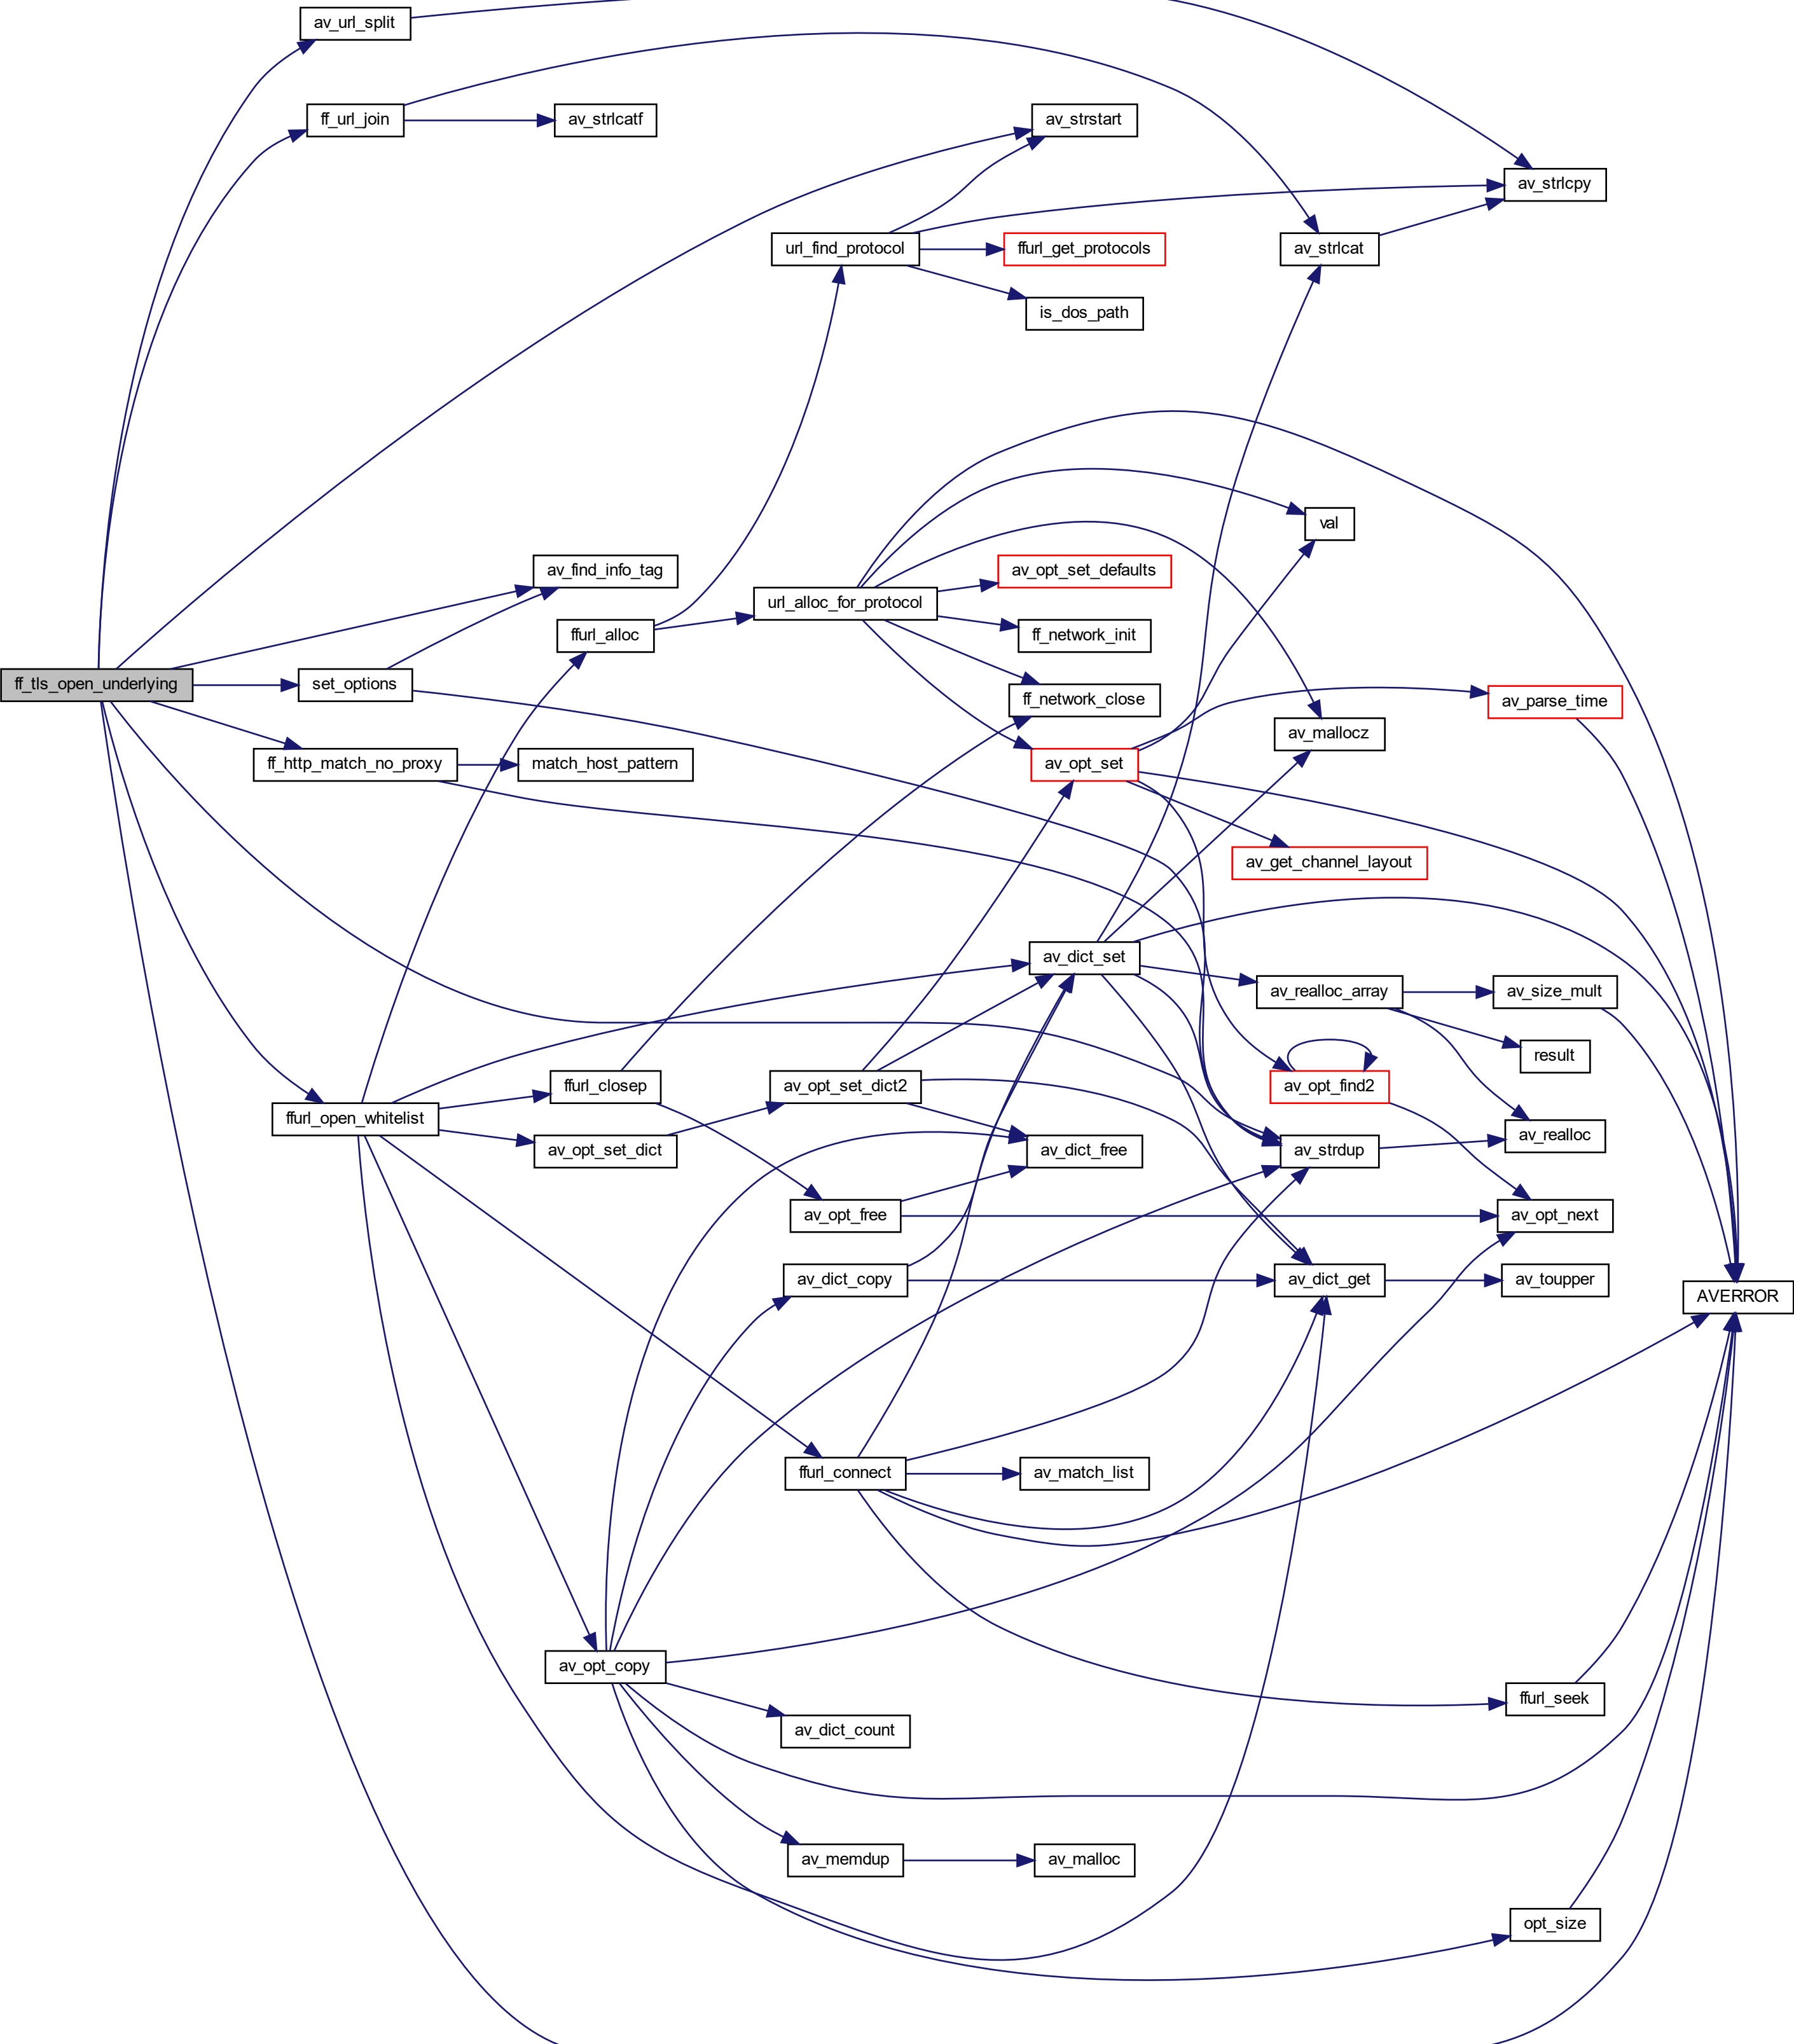 av_url_split
ff_url_join
av_strlcatf
av_strstart
av_strlcpy
url_find_protocol
ffurl_get_protocols
av_strlcat
is_dos_path
val
av_find_info_tag
av_opt_set_defaults
url_alloc_for_protocol
ffurl_alloc
ff_network_init
ff_tls_open_underlying
set_options
ff_network_close
av_parse_time
av_mallocz
ff_http_match_no_proxy
match_host_pattern
av_opt_set
av_get_channel_layout
av_dict_set
av_realloc_array
av_size_mult
result
ffurl_closep
av_opt_set_dict2
av_opt_find2
ffurl_open_whitelist
av_realloc
av_opt_set_dict
av_dict_free
av_strdup
av_opt_free
av_opt_next
av_dict_copy
av_dict_get
av_toupper
AVERROR
ffurl_connect
av_match_list
av_opt_copy
ffurl_seek
av_dict_count
av_memdup
av_malloc
opt_size